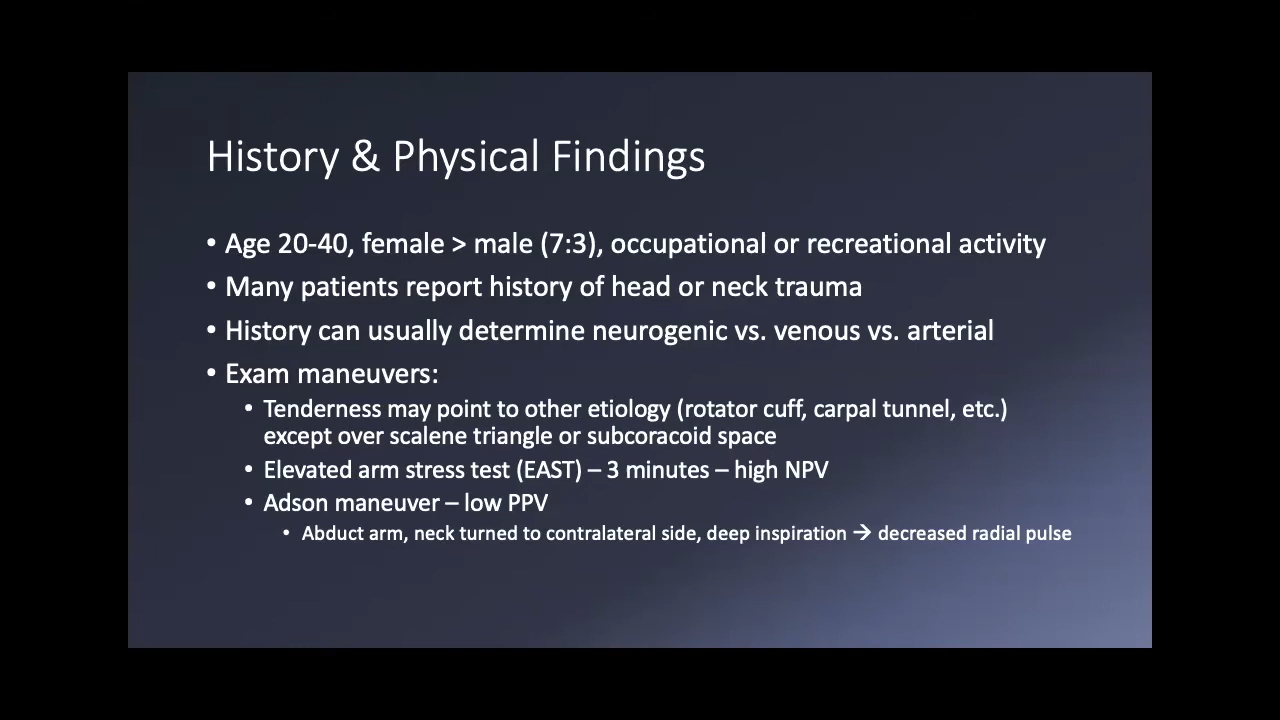 History & Physical Findings
• Age 20-40, female > male (7:3), occupational or recreational activity
• Many patients report history of head or neck trauma
• History can usually determine neurogenic vs. venous vs. arterial
• Exam maneuvers:
• Tenderness may point to other etiology (rotator cuff, carpal tunnel, etc.)
except over scalene triangle or subcoracoid space
• Elevated arm stress test (EAST) – 3 minutes – high NPV
• Adson maneuver – low PPV
• Abduct arm, neck turned to contralateral side, deep inspiration → decreased radial pulse